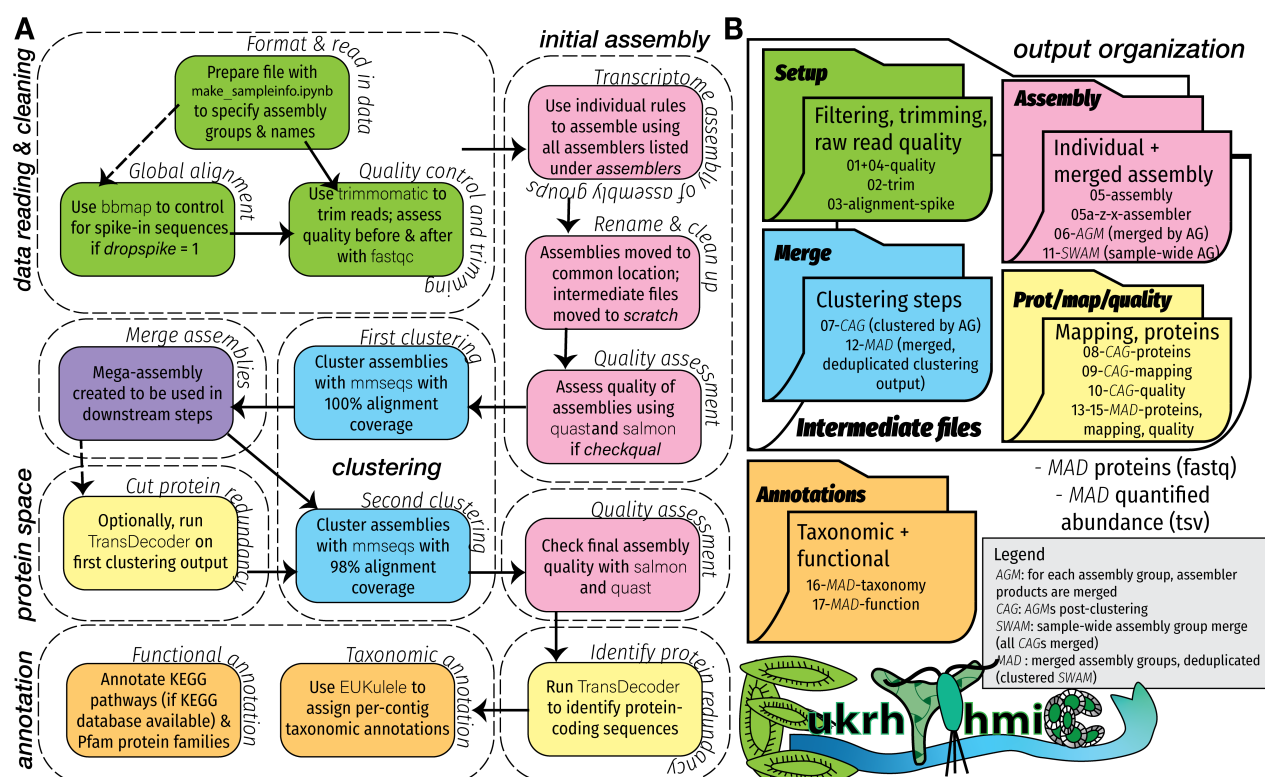 A
data reading & cleaning
Format & read in data
Prepare file with
make_sampleinfo.ipynb
to specify assembly
groups & names
Global alignment
Use bbmap to control
for spike-in sequences
if dropspike = 1
Quality control and trimming
Use trimmomatic to
trim reads; assess
quality before & after
with fastqc
initial assembly
Transcriptome assembly of assembly groups
Use individual rules
to assemble using
all assemblers listed
under assemblers
Rename & clean up
Assemblies moved to
common location;
intermediate files
moved to scratch
Quality assessment
Assess quality of
assemblies using
quastand salmon
if checkqual
Merge assemblies
Mega-assembly
created to be used in
downstream steps
First clustering
Cluster assemblies
with mmseqs with
100% alignment
coverage
clustering
Second clustering
Cluster assemblies
with mmseqs with
98% alignment
coverage
protein space
Cut protein redundancy
Optionally, run
TransDecoder on
first clustering output
Quality assessment
Check final assembly
quality with salmon
and quast
annotation
Functional annotation
Annotate KEGG
pathways (if KEGG
database available) &
Pfam protein families
Taxonomic annotation
Use EUKulele to
assign per-contig
taxonomic annotations
Identify protein redundancy
Run TransDecoder
to identify protein-
coding sequences
B
output organization
Setup
Filtering, trimming,
raw read quality
01+04-quality
02-trim
03-alignment-spike
Assembly
Individual +
merged assembly
05-assembly
05a-z-x-assembler
06-AGM (merged by AG)
11-SWAM (sample-wide AG)
Merge
Clustering steps
07-CAG (clustered by AG)
12-MAD (merged,
deduplicated clustering
output)
Prot/map/quality
Mapping, proteins
08-CAG-proteins
09-CAG-mapping
10-CAG-quality
13-15-MAD-proteins,
mapping, quality
Intermediate files
- MAD proteins (fastq)
- MAD quantified
abundance (tsv)
Annotations
Taxonomic +
functional
16-MAD-taxonomy
17-MAD-function
Legend
AGM: for each assembly group, assembler
products are merged
CAG: AGMs post-clustering
SWAM: sample-wide assembly group merge
(all CAGs merged)
MAD : merged assembly groups, deduplicated
(clustered SWAM)
ukrh hmi